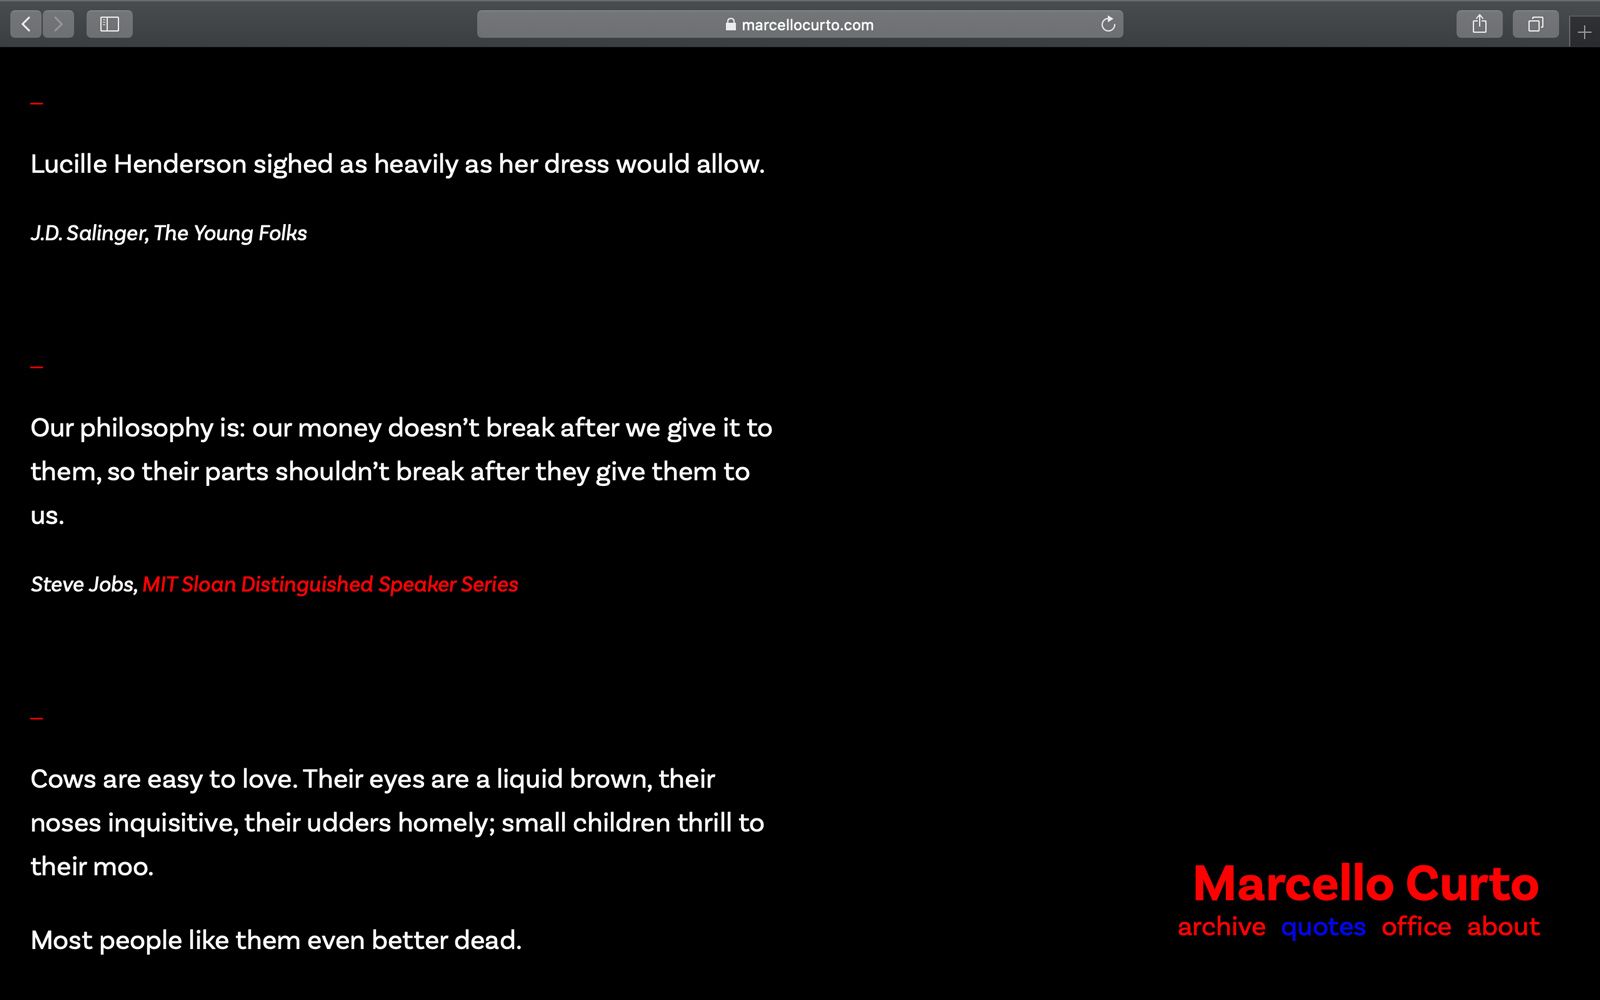 marcellocurto.com
—
Lucille Henderson sighed as heavily as her dress would allow.
J.D. Salinger, The Young Folks
—
Our philosophy is: our money doesn’t break after we give it to
them, so their parts shouldn’t break after they give them to
us.
Steve Jobs, MIT Sloan Distinguished Speaker Series
—
Cows are easy to love. Their eyes are a liquid brown, their
noses inquisitive, their udders homely; small children thrill to
their moo.
Most people like them even better dead.
Marcello Curto
archive quotes office about